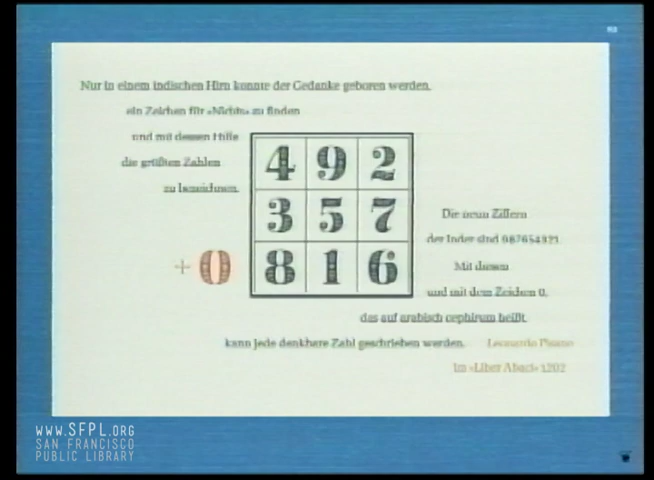 Nur in einem indischen Hirn konnte der Gedanke geboren werden,
ein Zeichen für »Nichts« zu finden
und mit dessen Hilfe
die größten Zahlen
zu bezeichnen.
4 9 2
3 5 7
+ 0 8 1 6
Die neun Ziffern
der Inder sind 987654321.
Mit diesen
und mit dem Zeichen 0,
das auf arabisch cephirum heißt,
kann jede denkbare Zahl geschrieben werden. Leonardo Pisano
im »Liber Abaci« 1202
www.SFPL.ORG
SAN FRANCISCO
PUBLIC LIBRARY